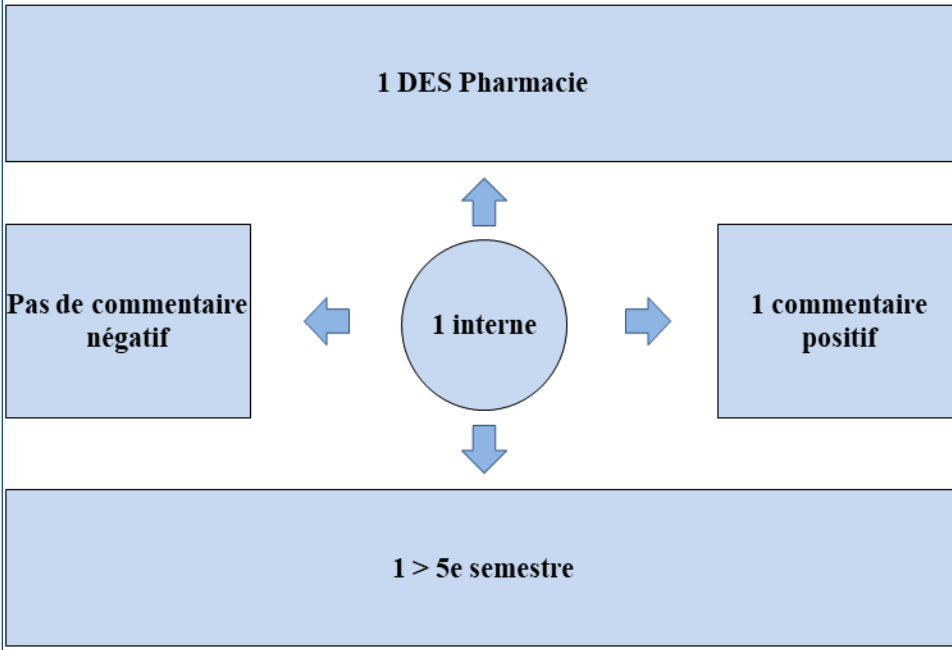 1 DES Pharmacie
Pas de commentaire
négatif
1 interne
1 commentaire
positif
1 > 5e semestre